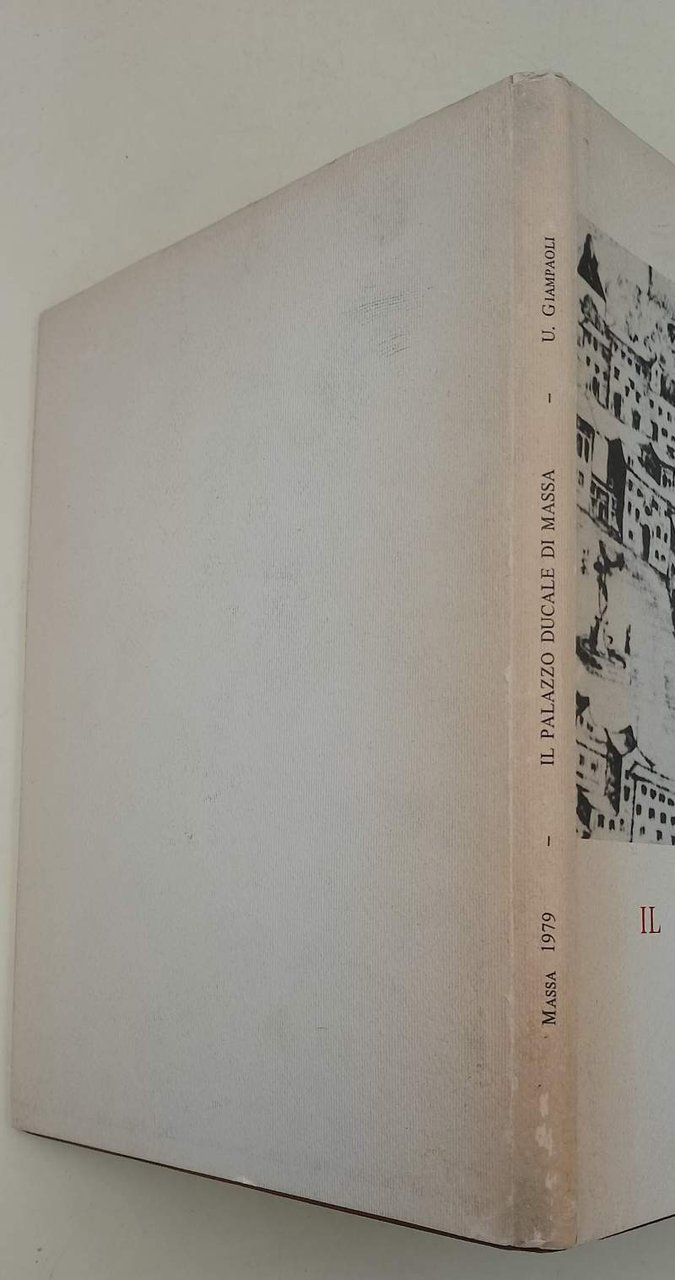 Massa 1979 – IL PALAZZO DUCALE DI MASSA – U. Giampaoli
IL